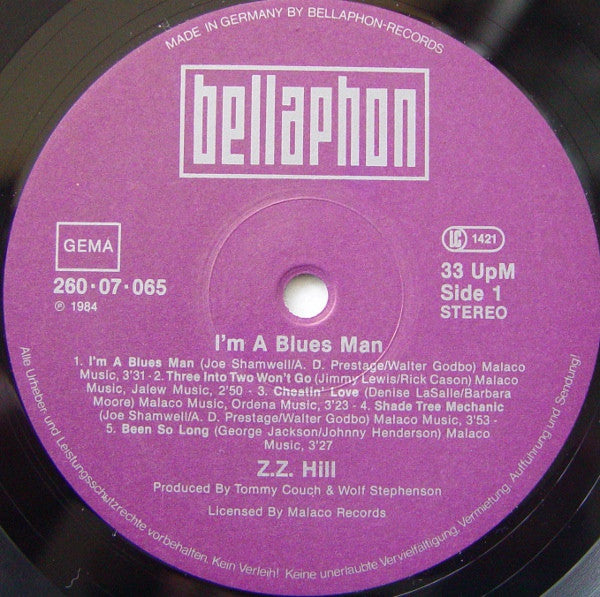 MADE IN GERMANY BY BELLAPHON-RECORDS
bellaphon
GEMA
LC 1421
260·07·065
33 UpM
℗ 1984
Side 1
STEREO
I'm A Blues Man
1. I'm A Blues Man (Joe Shamwell/A. D. Prestage/Walter Godbo) Malaco
Music, 3'31 - 2. Three Into Two Won't Go (Jimmy Lewis/Rick Cason) Malaco
Music, Jalew Music, 2'50 - 3. Cheatin' Love (Denise LaSalle/Barbara
Moore) Malaco Music, Ordena Music, 3'23 - 4. Shade Tree Mechanic
(Joe Shamwell/A. D. Prestage/Walter Godbo) Malaco Music, 3'53 -
5. Been So Long (George Jackson/Johnny Henderson) Malaco
Music, 3'27
Z.Z. Hill
Produced By Tommy Couch & Wolf Stephenson
Licensed By Malaco Records
Alle Urheber- und Leistungsschutzrechte vorbehalten. Kein Verleih! Keine unerlaubte Vervielfältigung, Vermietung, Aufführung und Sendung!